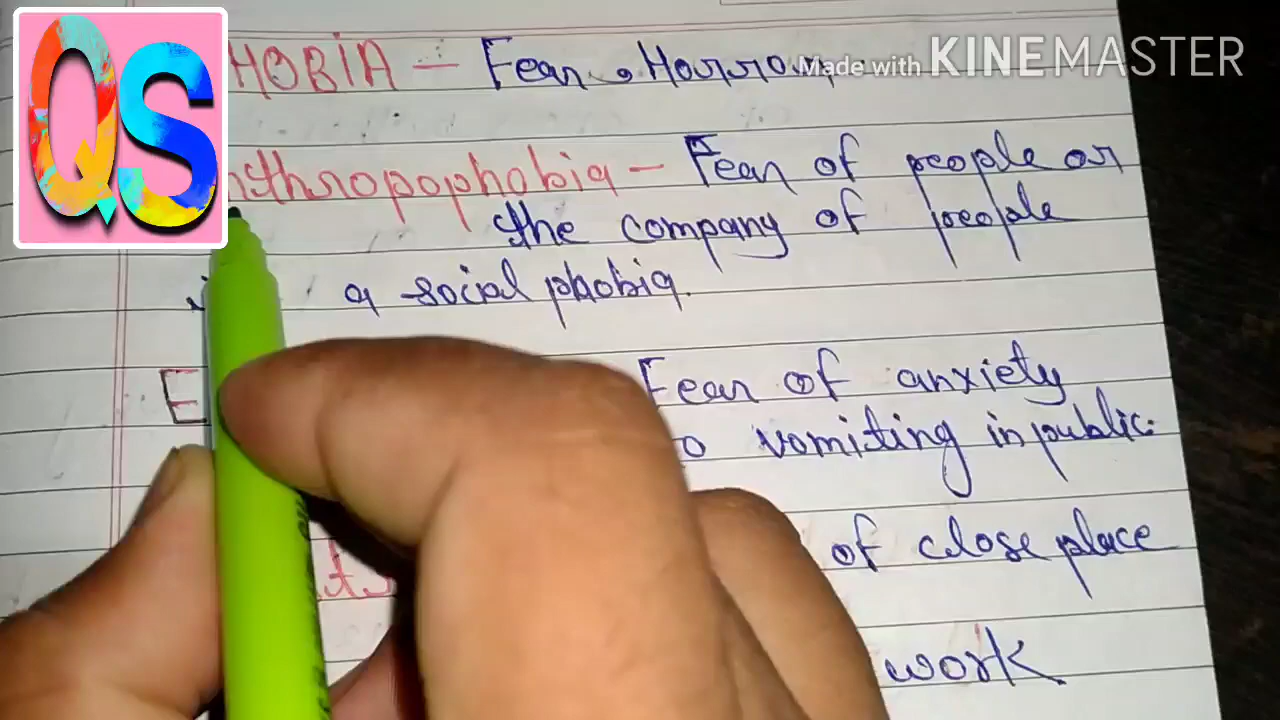 QS
HOBIA — Fear, Horror.
Made with KINEMASTER
nthropophobia — Fear of people or
the company of people
a social phobia.
E Fear of anxiety
to vomiting in public.
of close place
work